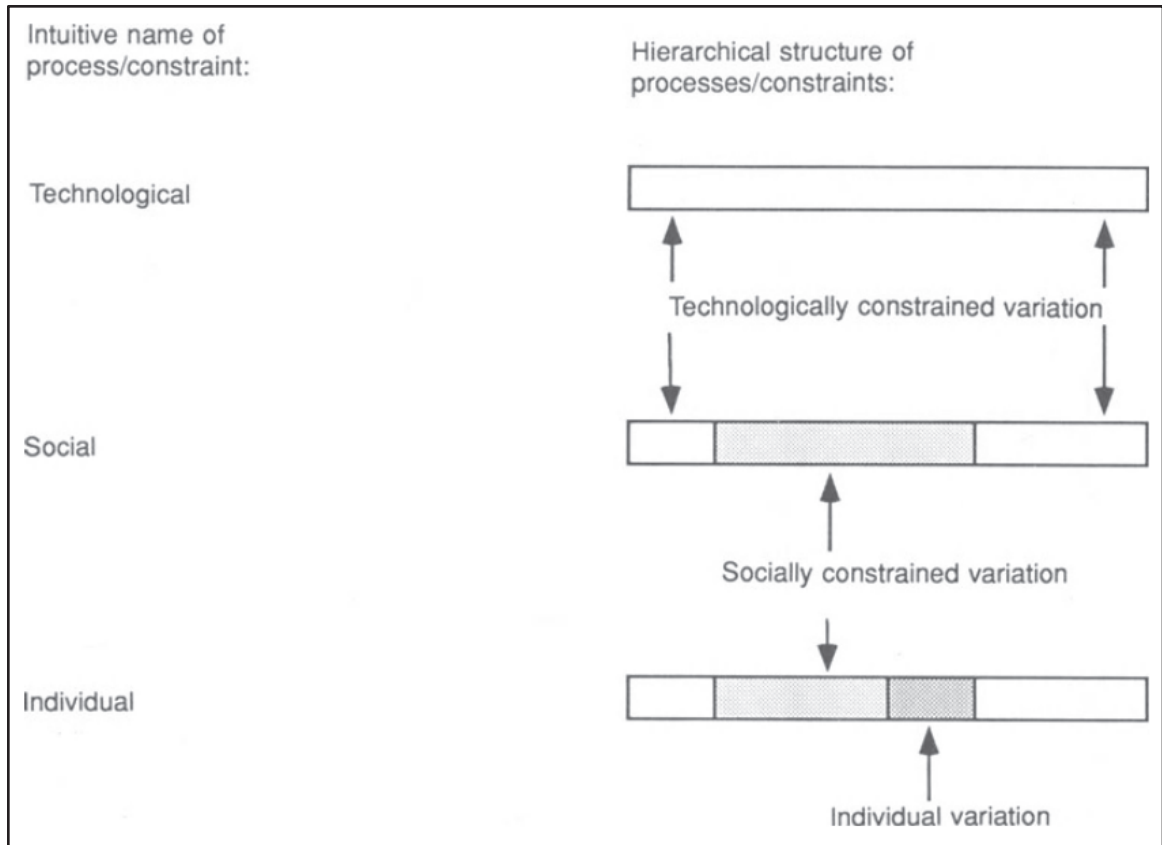 Intuitive name of
process/constraint:
Hierarchical structure of
processes/constraints:
Technological
Technologically constrained variation
Social
Socially constrained variation
Individual
Individual variation